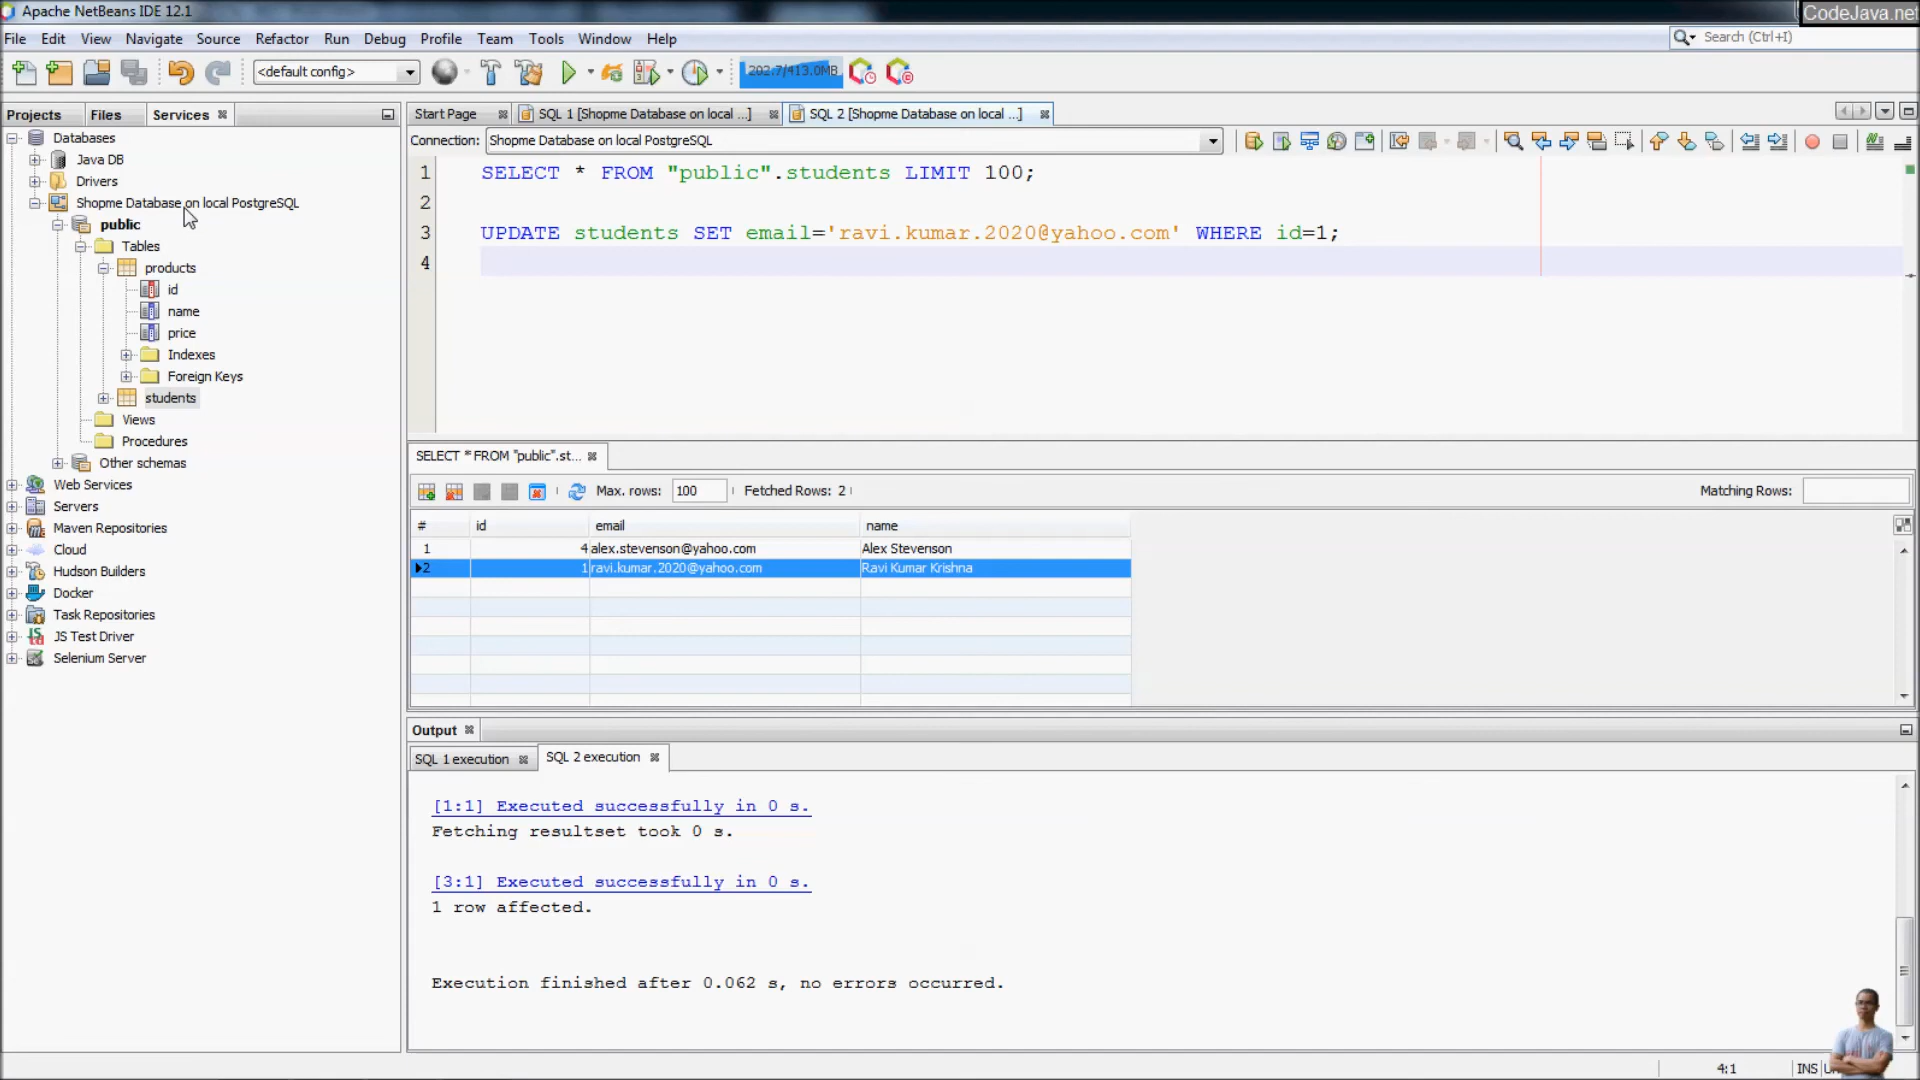 Apache NetBeans IDE 12.1
CodeJava.net
File Edit View Navigate Source Refactor Run Debug Profile Team Tools Window Help
Search (Ctrl+I)
<default config>
202.7/413.0MB
Projects Files Services
Start Page SQL 1 [Shopme Database on local ...] SQL 2 [Shopme Database on local ...]
Connection: Shopme Database on local PostgreSQL
Databases
Java DB
Drivers
Shopme Database on local PostgreSQL
public
Tables
products
id
name
price
Indexes
Foreign Keys
students
Views
Procedures
Other schemas
Web Services
Servers
Maven Repositories
Cloud
Hudson Builders
Docker
Task Repositories
JS Test Driver
Selenium Server
1 SELECT * FROM "public".students LIMIT 100;
2
3 UPDATE students SET email='ravi.kumar.2020@yahoo.com' WHERE id=1;
4
SELECT * FROM "public".st...
Max. rows: 100 Fetched Rows: 2 Matching Rows:
# id email name
1 4 alex.stevenson@yahoo.com Alex Stevenson
2 1 ravi.kumar.2020@yahoo.com Ravi Kumar Krishna
Output
SQL 1 execution SQL 2 execution
[1:1] Executed successfully in 0 s.
Fetching resultset took 0 s.
[3:1] Executed successfully in 0 s.
1 row affected.
Execution finished after 0.062 s, no errors occurred.
4:1 INS